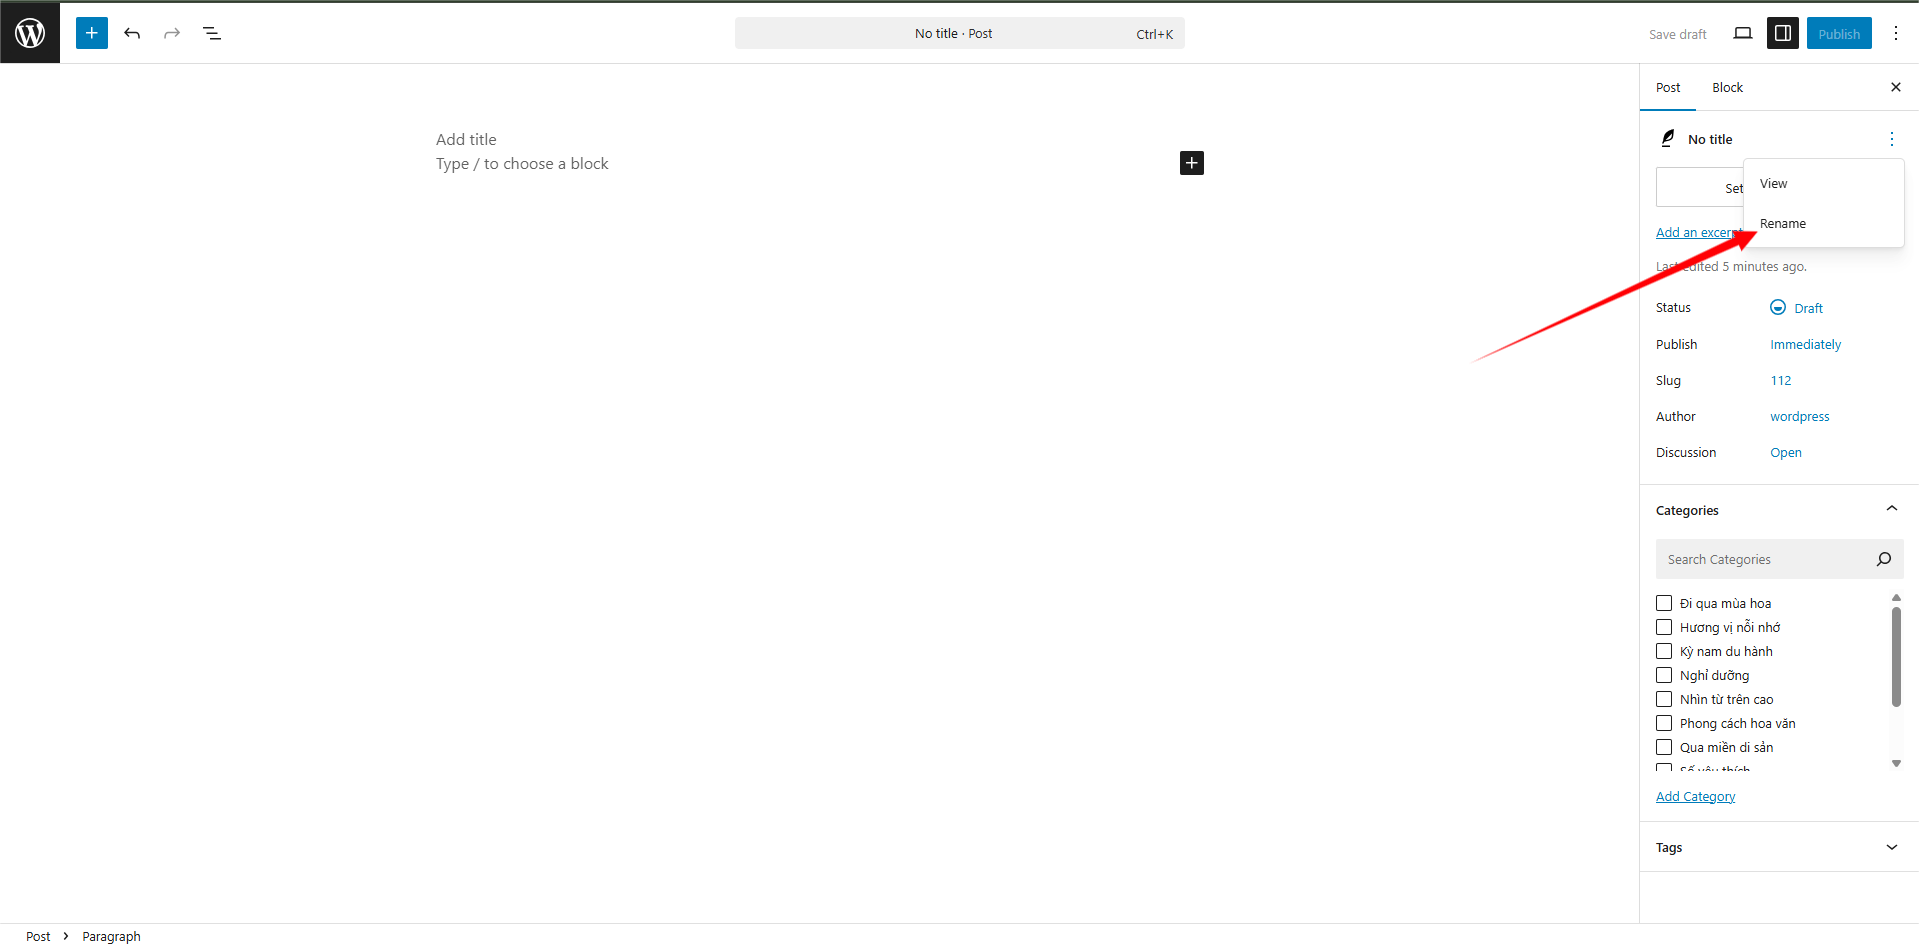 No title · Post
Ctrl+K
Save draft
Publish
Post
Block
Add title
Type / to choose a block
No title
View
Rename
Add an excerpt
Last edited 5 minutes ago.
Status
Draft
Publish
Immediately
Slug
112
Author
wordpress
Discussion
Open
Categories
Search Categories
Đi qua mùa hoa
Hương vị nỗi nhớ
Kỳ nam du hành
Nghỉ dưỡng
Nhìn từ trên cao
Phong cách hoa văn
Qua miền di sản
Add Category
Tags
Post
Paragraph